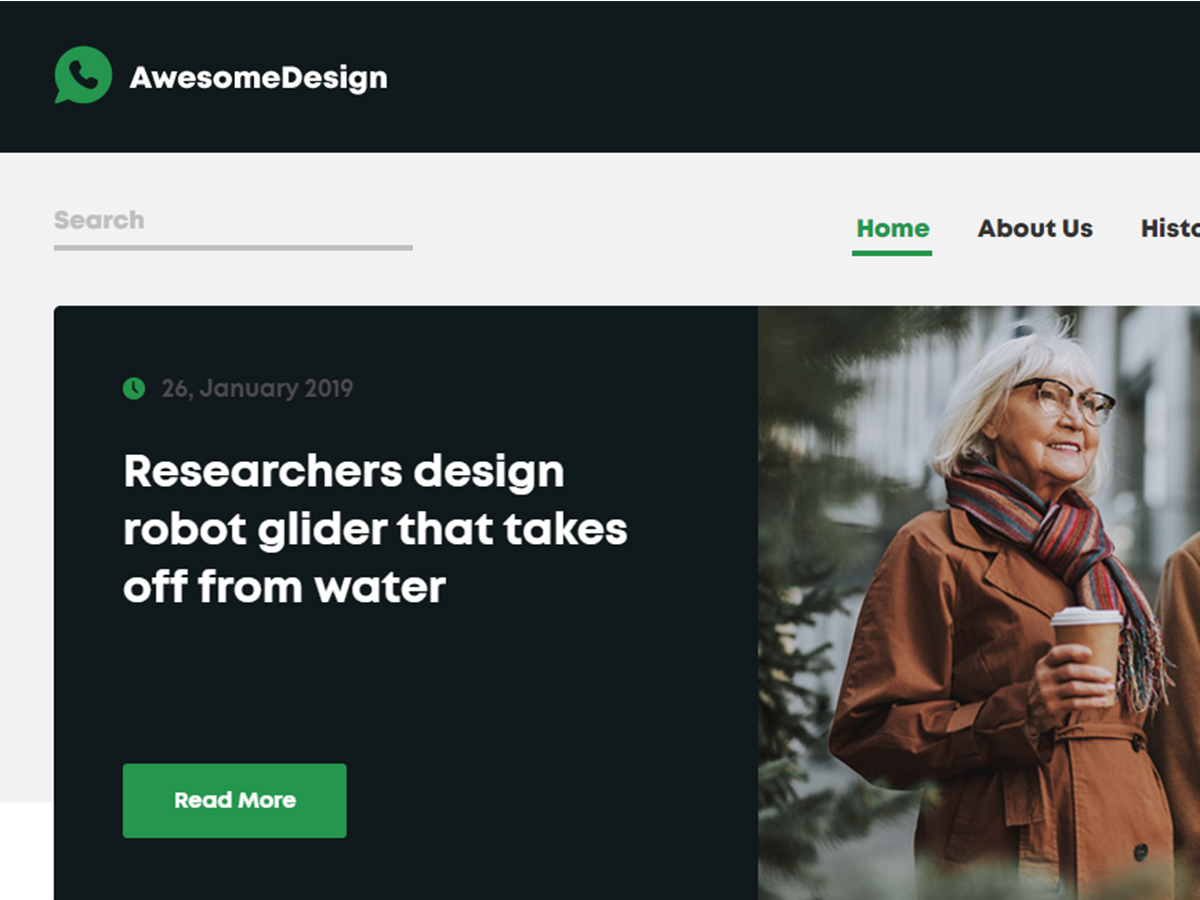 AwesomeDesign
Search
Home About Us
26, January 2019
Researchers design
robot glider that takes
off from water
Read More